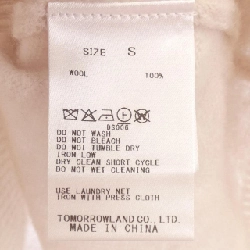 SIZE S
WOOL 100%
DS006
DO NOT WASH
DO NOT BLEACH
DO NOT TUMBLE DRY
IRON LOW
DRY CLEAN SHORT CYCLE
DO NOT WET CLEANING
USE LAUNDRY NET
IRON WITH PRESS CLOTH
TOMORROWLAND CO., LTD.
MADE IN CHINA